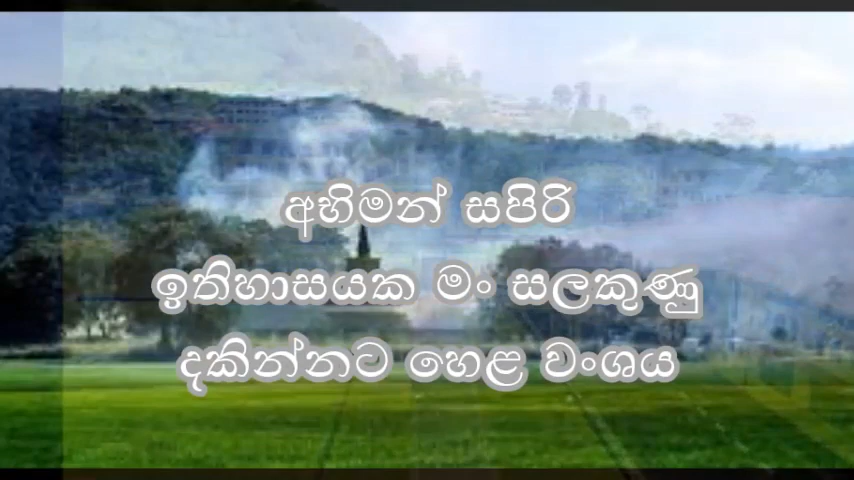 අභිමන් සපිරි
ඉතිහාසයක මං සලකුණු
දකින්නට හෙළ වංශය